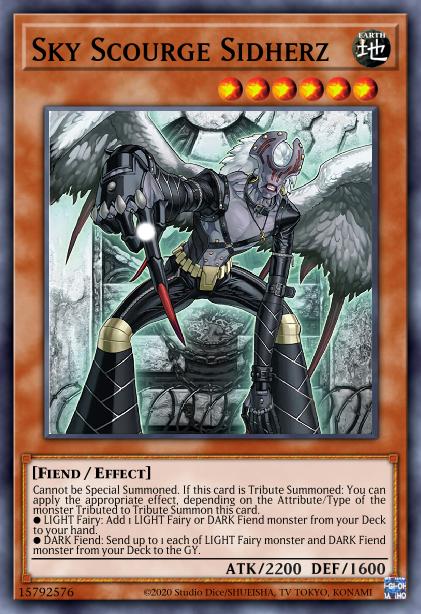 Sky Scourge Sidherz
EARTH
地
[Fiend / Effect]
Cannot be Special Summoned. If this card is Tribute Summoned: You can
apply the appropriate effect, depending on the Attribute/Type of the
monster Tributed to Tribute Summon this card.
● LIGHT Fairy: Add 1 LIGHT Fairy or DARK Fiend monster from your Deck
to your hand.
● DARK Fiend: Send up to 1 each of LIGHT Fairy monster and DARK Fiend
monster from your Deck to the GY.
ATK/2200 DEF/1600
15792576
©2020 Studio Dice/SHUEISHA, TV TOKYO, KONAMI